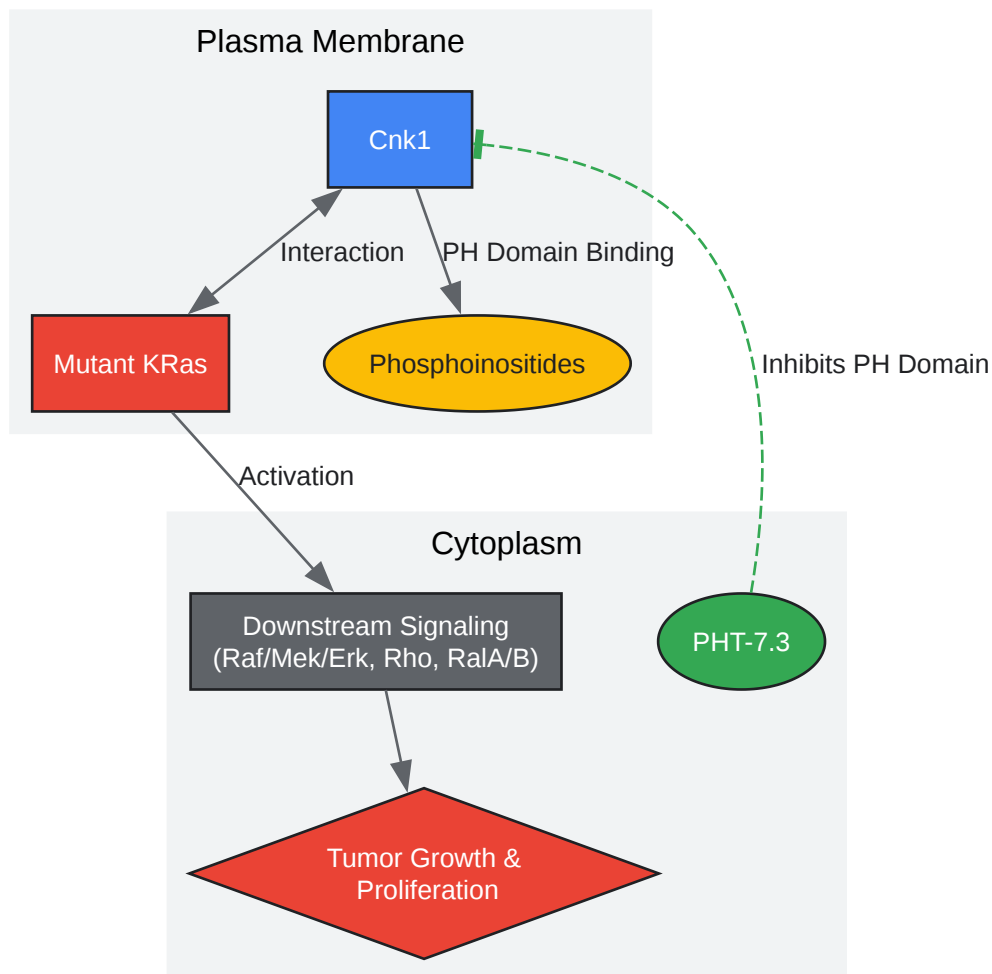 Plasma Membrane
Cnk1
Interaction
PH Domain Binding
Mutant KRas
Phosphoinositides
Inhibits PH Domain
Activation
Cytoplasm
Downstream Signaling
(Raf/Mek/Erk, Rho, RalA/B)
PHT-7.3
Tumor Growth &
Proliferation